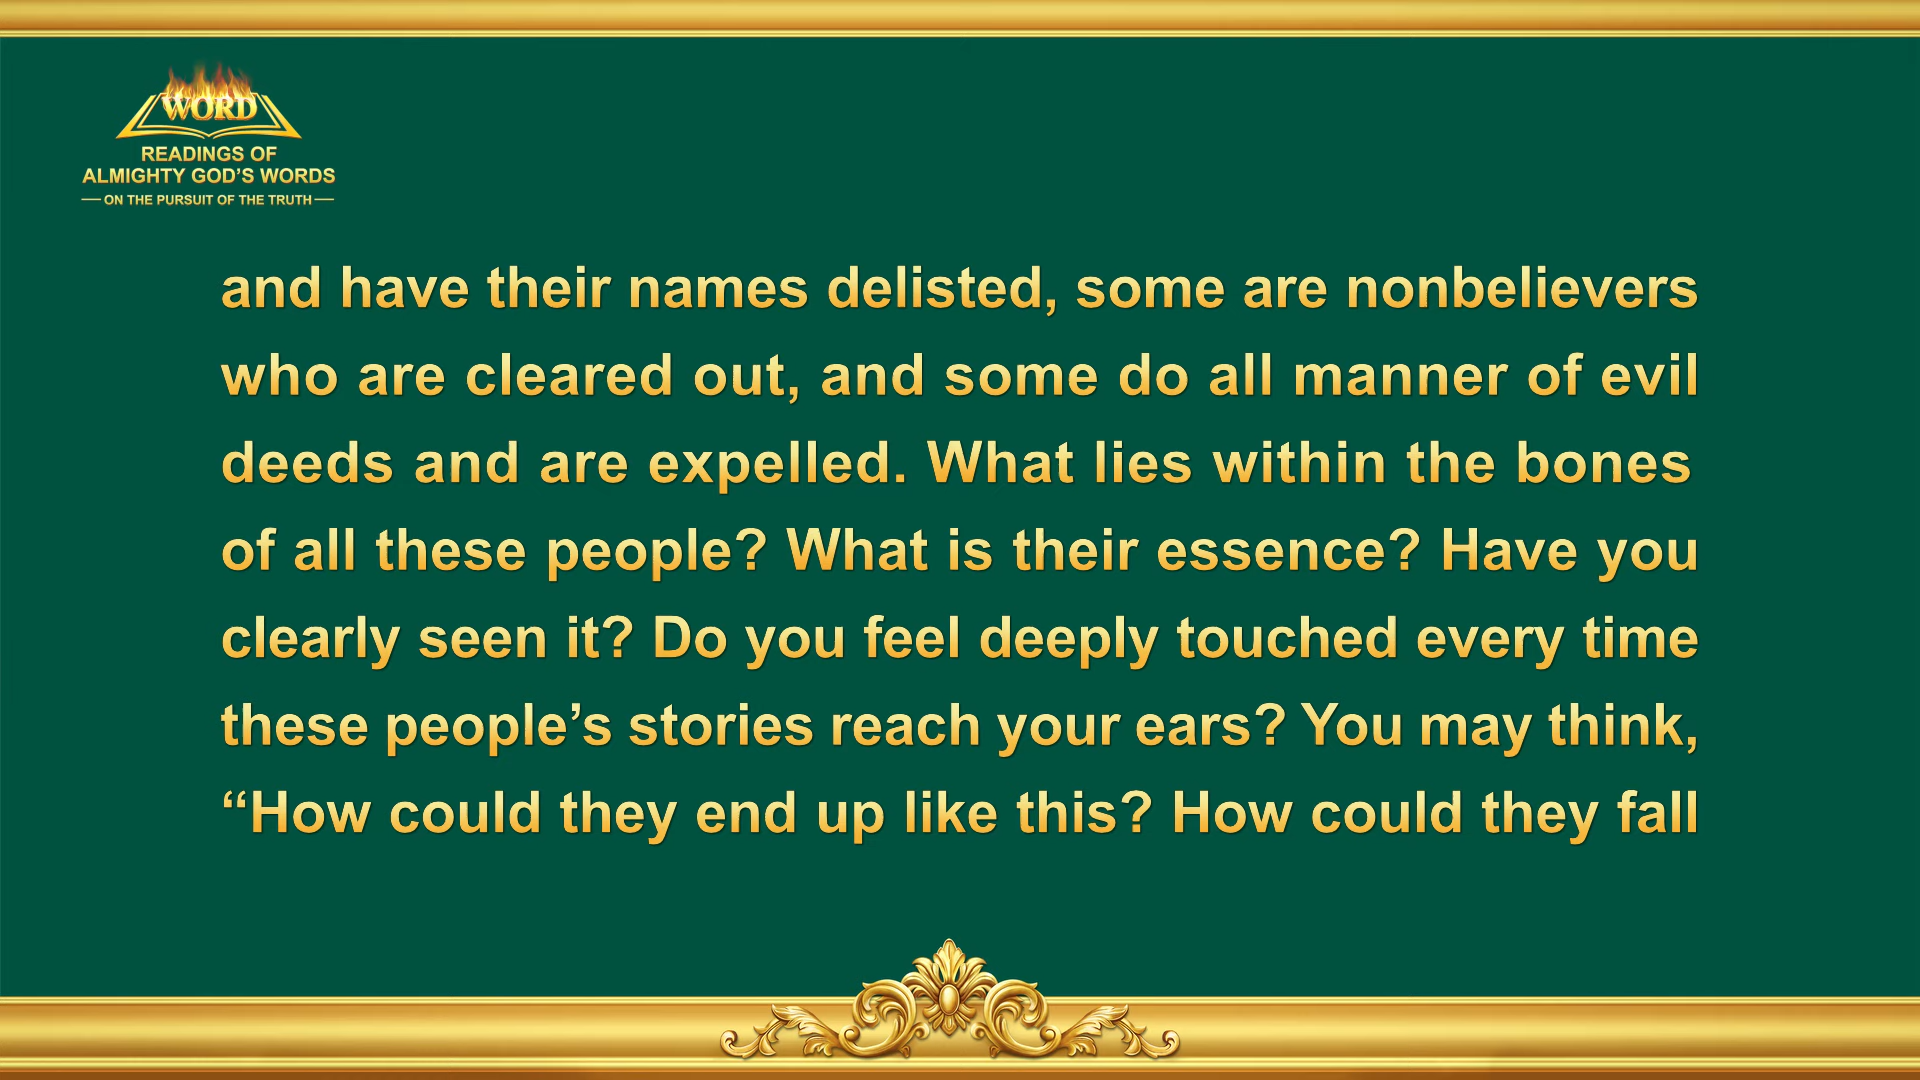 WORD
READINGS OF
ALMIGHTY GOD’S WORDS
— ON THE PURSUIT OF THE TRUTH —
and have their names delisted, some are nonbelievers
who are cleared out, and some do all manner of evil
deeds and are expelled. What lies within the bones
of all these people? What is their essence? Have you
clearly seen it? Do you feel deeply touched every time
these people’s stories reach your ears? You may think,
“How could they end up like this? How could they fall